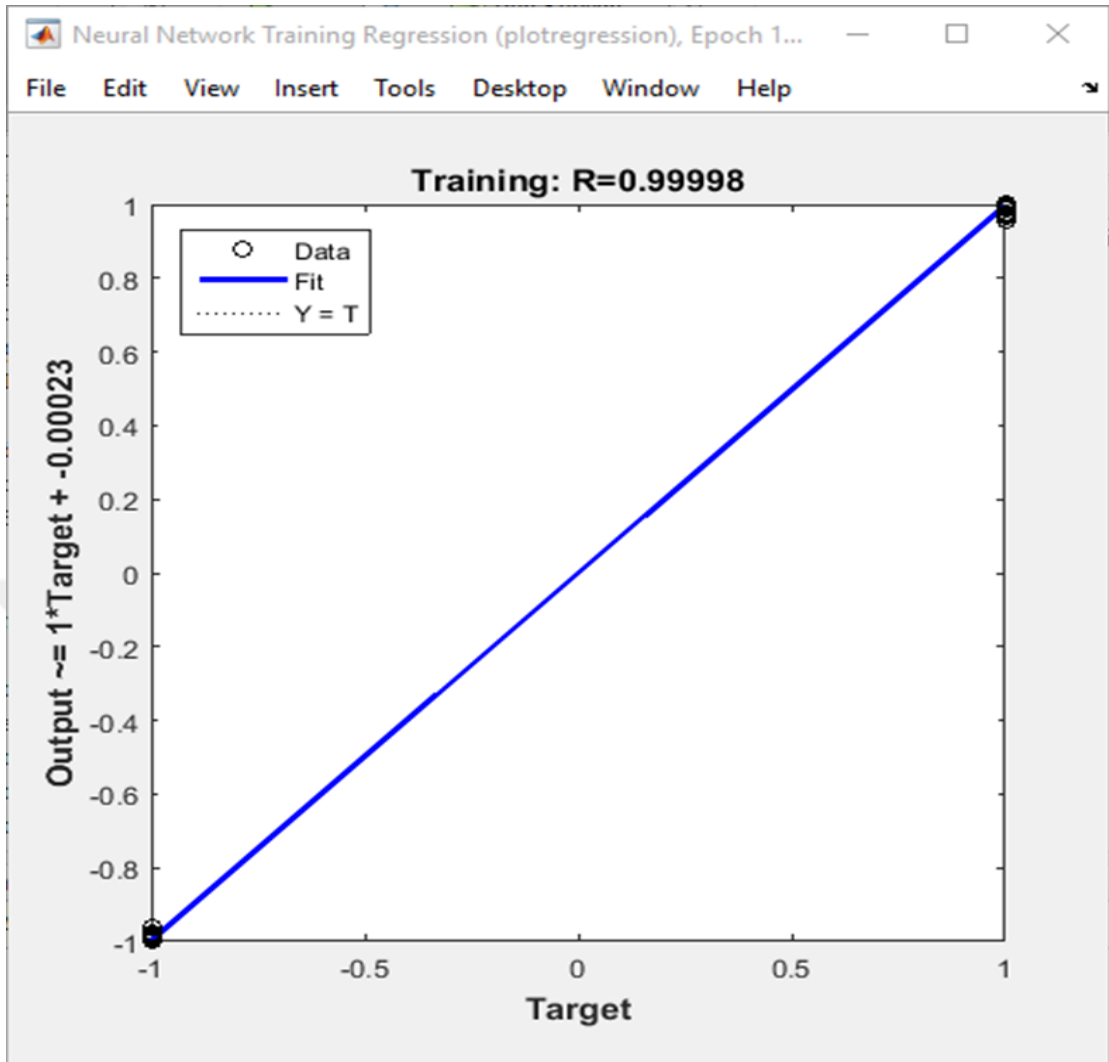 Neural Network Training Regression (plotregression), Epoch 1...
File Edit View Insert Tools Desktop Window Help
Training: R=0.99998
Data
Fit
Y = T
1
0.8
0.6
0.4
0.2
0
-0.2
-0.4
-0.6
-0.8
-1
Output ~= 1*Target + -0.00023
-1 -0.5 0 0.5 1
Target